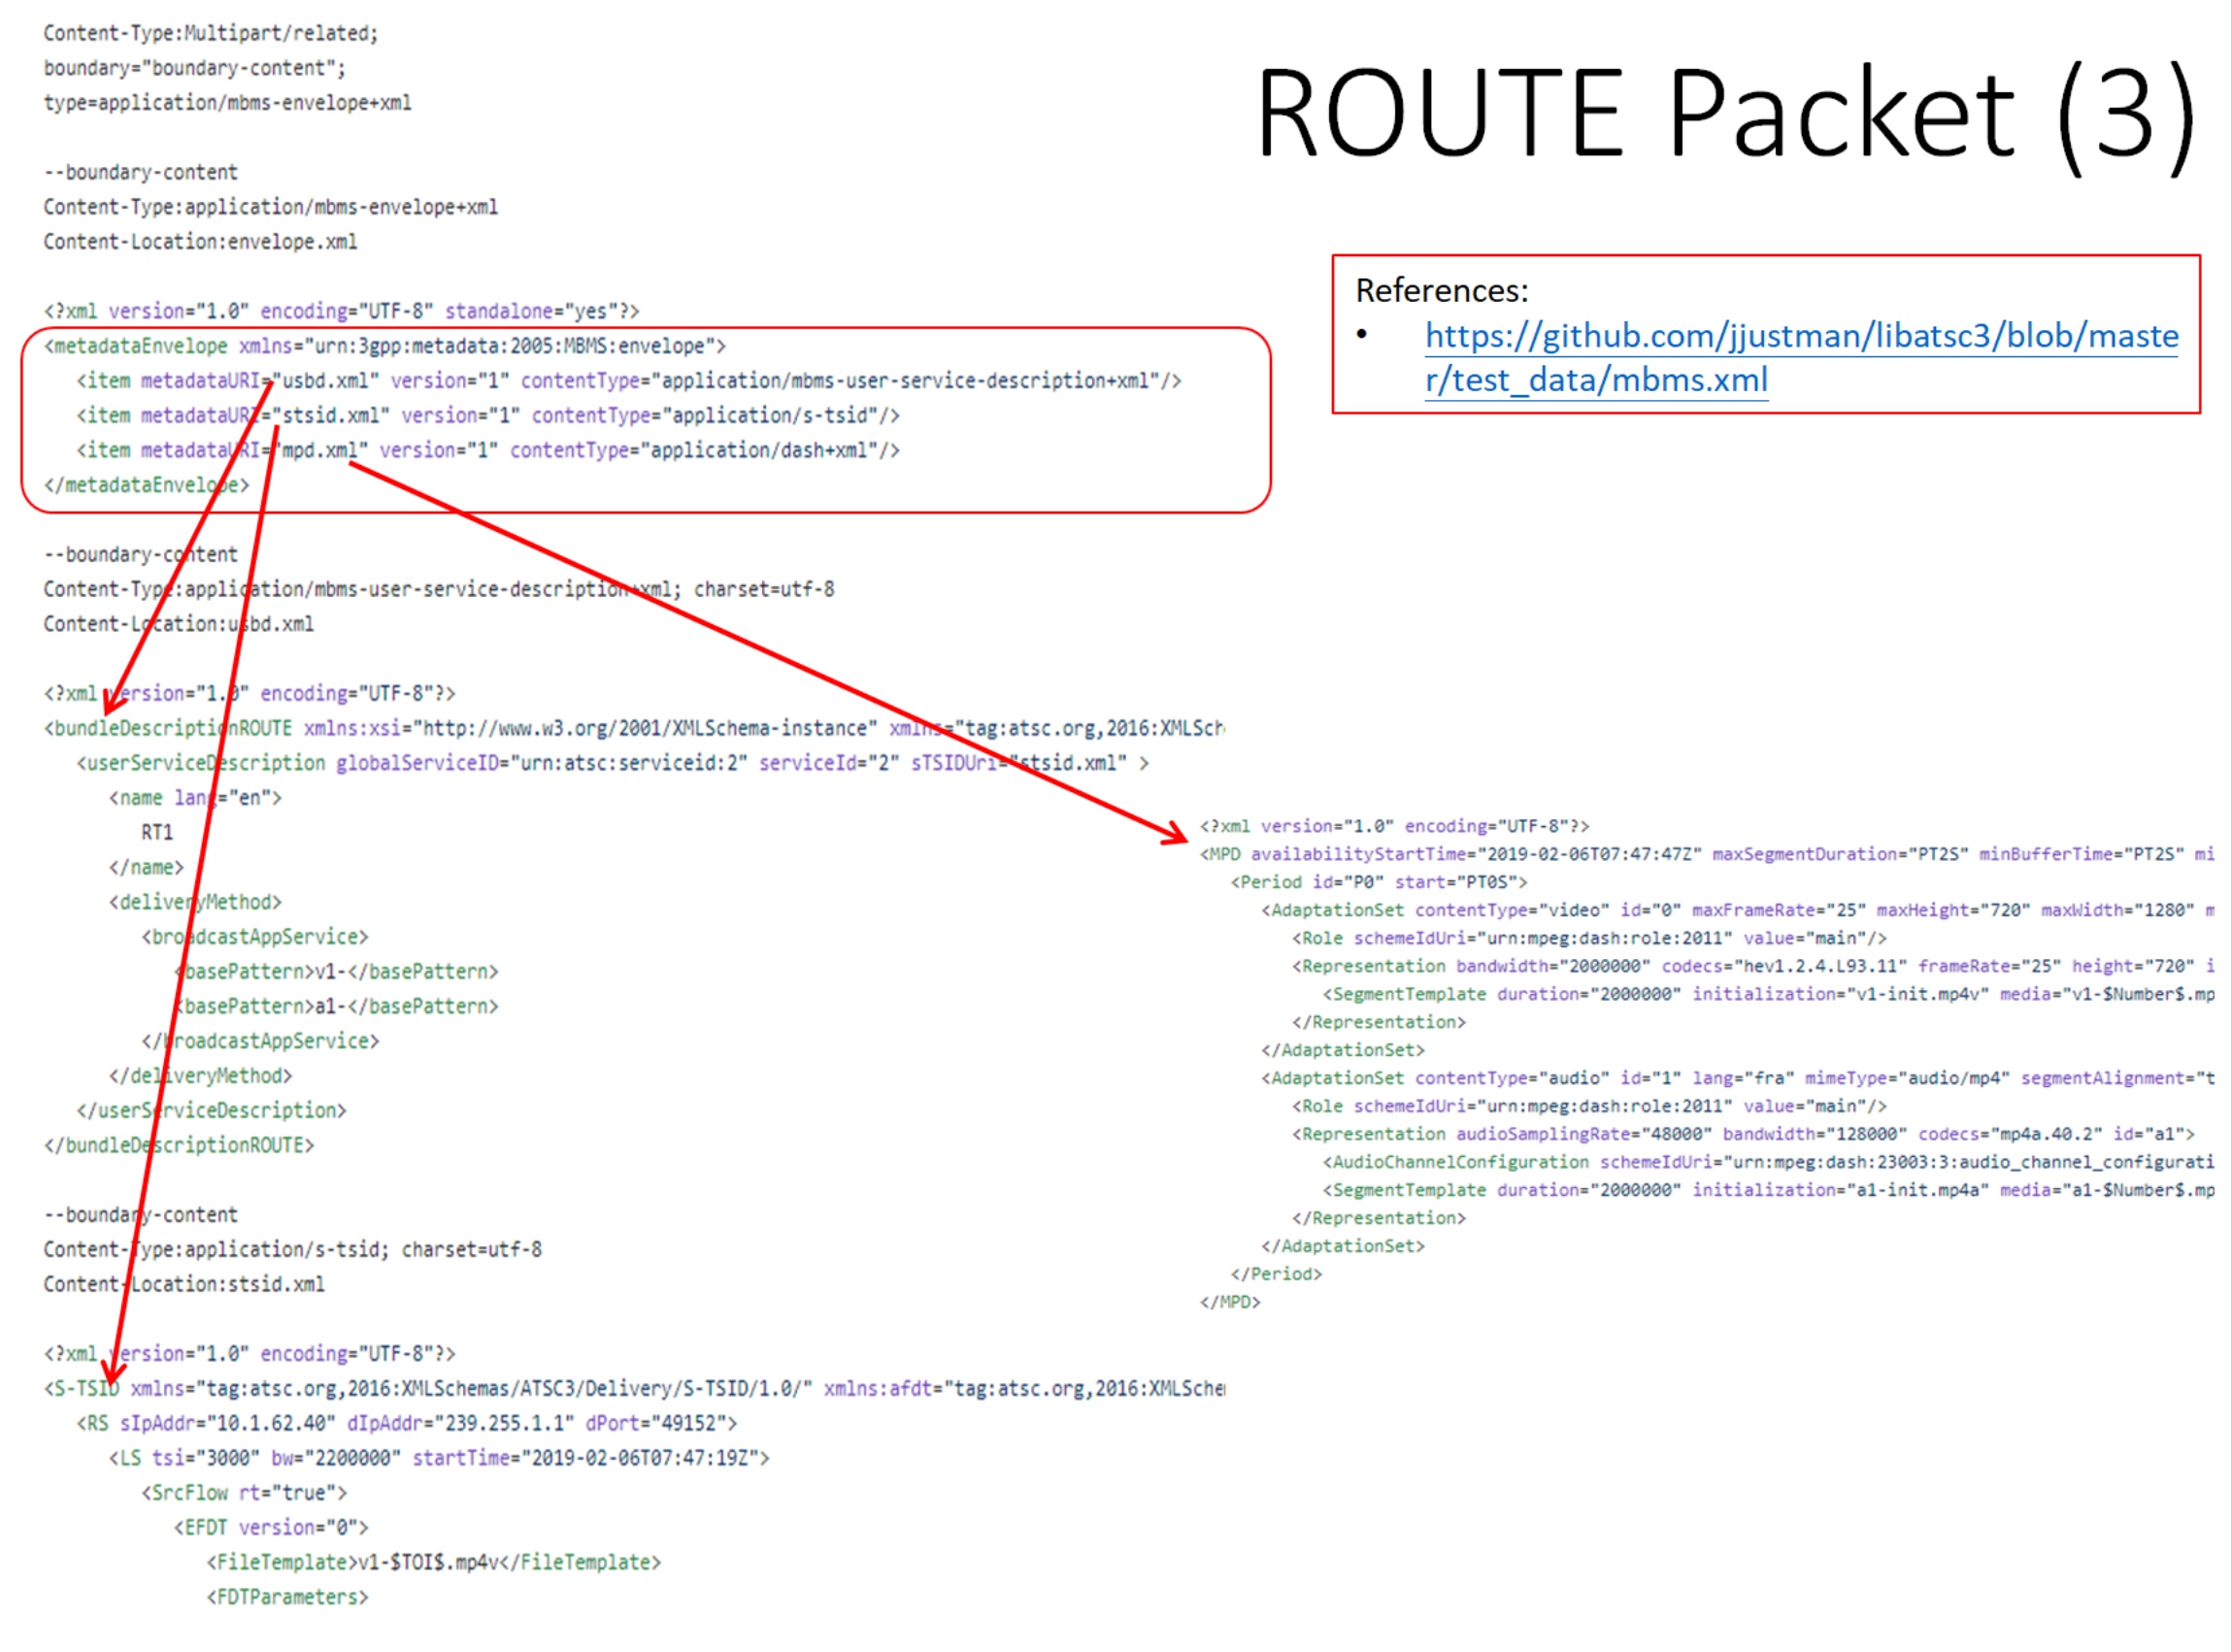 ROUTE Packet (3)
Content-Type:Multipart/related;
boundary="boundary-content";
type=application/mbms-envelope+xml
--boundary-content
Content-Type:application/mbms-envelope+xml
Content-Location:envelope.xml
<?xml version="1.0" encoding="UTF-8" standalone="yes"?>
<metadataEnvelope xmlns="urn:3gpp:metadata:2005:MBMS:envelope">
<item metadataURI="usbd.xml" version="1" contentType="application/mbms-user-service-description+xml"/>
<item metadataURI="stsid.xml" version="1" contentType="application/s-tsid"/>
<item metadataURI="mpd.xml" version="1" contentType="application/dash+xml"/>
</metadataEnvelope>
--boundary-content
Content-Type:application/mbms-user-service-description+xml; charset=utf-8
Content-Location:usbd.xml
<?xml version="1.0" encoding="UTF-8"?>
<bundleDescriptionROUTE xmlns:xsi="http://www.w3.org/2001/XMLSchema-instance" xmlns="tag:atsc.org,2016:XMLSch
<userServiceDescription globalServiceID="urn:atsc:serviceid:2" serviceId="2" sTSIDUri="stsid.xml" >
<name lang="en">
RT1
</name>
<deliveryMethod>
<broadcastAppService>
<basePattern>v1-</basePattern>
<basePattern>a1-</basePattern>
</broadcastAppService>
</deliveryMethod>
</userServiceDescription>
</bundleDescriptionROUTE>
--boundary-content
Content-Type:application/s-tsid; charset=utf-8
Content-Location:stsid.xml
<?xml version="1.0" encoding="UTF-8"?>
<S-TSID xmlns="tag:atsc.org,2016:XMLSchemas/ATSC3/Delivery/S-TSID/1.0/" xmlns:afdt="tag:atsc.org,2016:XMLSche
<RS sIpAddr="10.1.62.40" dIpAddr="239.255.1.1" dPort="49152">
<LS tsi="3000" bw="2200000" startTime="2019-02-06T07:47:19Z">
<SrcFlow rt="true">
<EFDT version="0">
<FileTemplate>v1-$TOI$.mp4v</FileTemplate>
<FDTParameters>
References:
• https://github.com/jjustman/libatsc3/blob/maste
r/test_data/mbms.xml
<?xml version="1.0" encoding="UTF-8"?>
<MPD availabilityStartTime="2019-02-06T07:47:47Z" maxSegmentDuration="PT2S" minBufferTime="PT2S" mi
<Period id="P0" start="PT0S">
<AdaptationSet contentType="video" id="0" maxFrameRate="25" maxHeight="720" maxWidth="1280" m
<Role schemeIdUri="urn:mpeg:dash:role:2011" value="main"/>
<Representation bandwidth="2000000" codecs="hev1.2.4.L93.11" frameRate="25" height="720" i
<SegmentTemplate duration="2000000" initialization="v1-init.mp4v" media="v1-$Number$.mp
</Representation>
</AdaptationSet>
<AdaptationSet contentType="audio" id="1" lang="fra" mimeType="audio/mp4" segmentAlignment="t
<Role schemeIdUri="urn:mpeg:dash:role:2011" value="main"/>
<Representation audioSamplingRate="48000" bandwidth="128000" codecs="mp4a.40.2" id="a1">
<AudioChannelConfiguration schemeIdUri="urn:mpeg:dash:23003:3:audio_channel_configurati
<SegmentTemplate duration="2000000" initialization="a1-init.mp4a" media="a1-$Number$.mp
</Representation>
</AdaptationSet>
</Period>
</MPD>